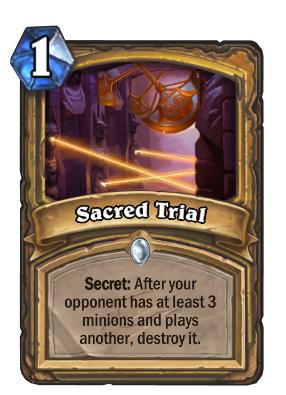 1
Sacred Trial
Secret: After your
opponent has at least 3
minions and plays
another, destroy it.